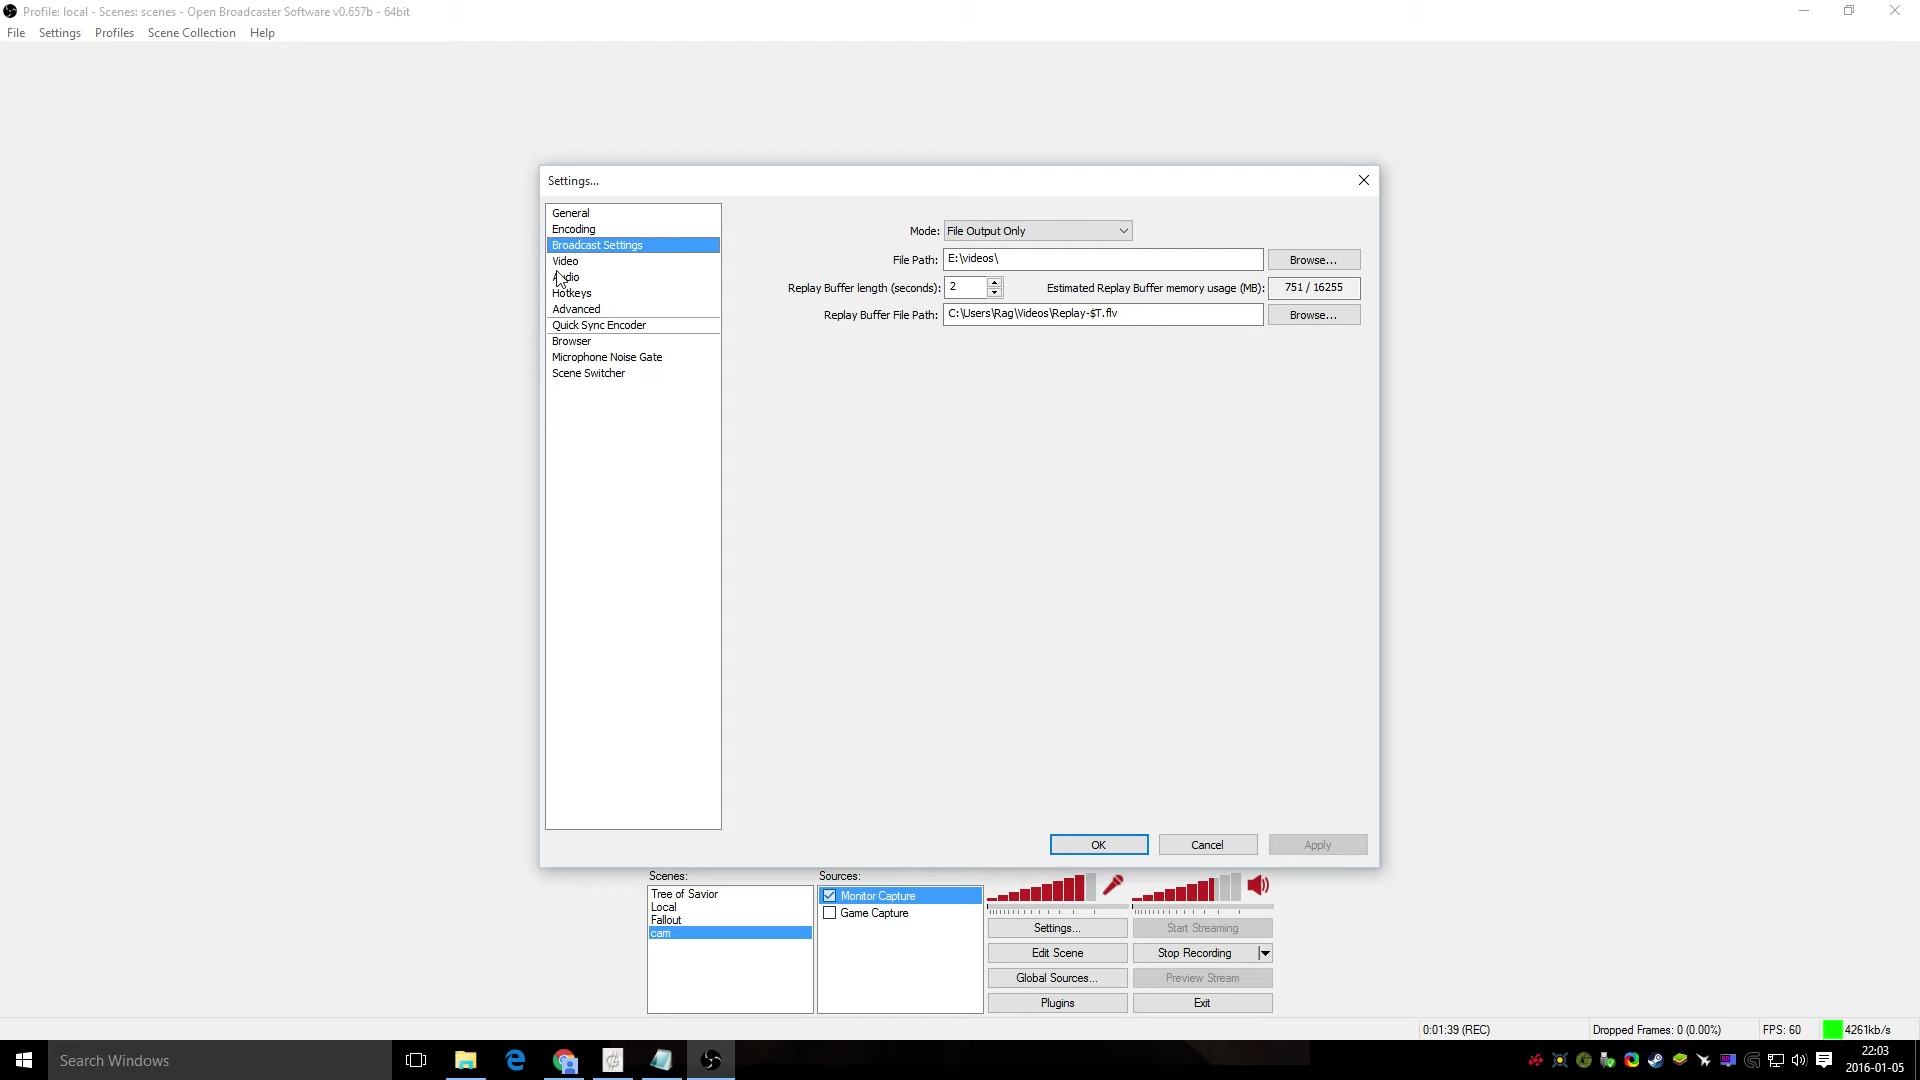 Profile: local - Scenes: scenes - Open Broadcaster Software v0.657b - 64bit
File Settings Profiles Scene Collection Help
Settings...
General
Encoding
Broadcast Settings
Video
Audio
Hotkeys
Advanced
Quick Sync Encoder
Browser
Microphone Noise Gate
Scene Switcher
Mode: File Output Only
File Path: E:\videos\ Browse...
Replay Buffer length (seconds): 2 Estimated Replay Buffer memory usage (MB): 751 / 16255
Replay Buffer File Path: C:\Users\Rag\Videos\Replay-$T.flv Browse...
OK Cancel Apply
Scenes:
Tree of Savior
Local
Fallout
cam
Sources:
Monitor Capture
Game Capture
Settings... Start Streaming
Edit Scene Stop Recording
Global Sources... Preview Stream
Plugins Exit
0:01:39 (REC) Dropped Frames: 0 (0.00%) FPS: 60 4261kb/s
Search Windows
22:03
2016-01-05